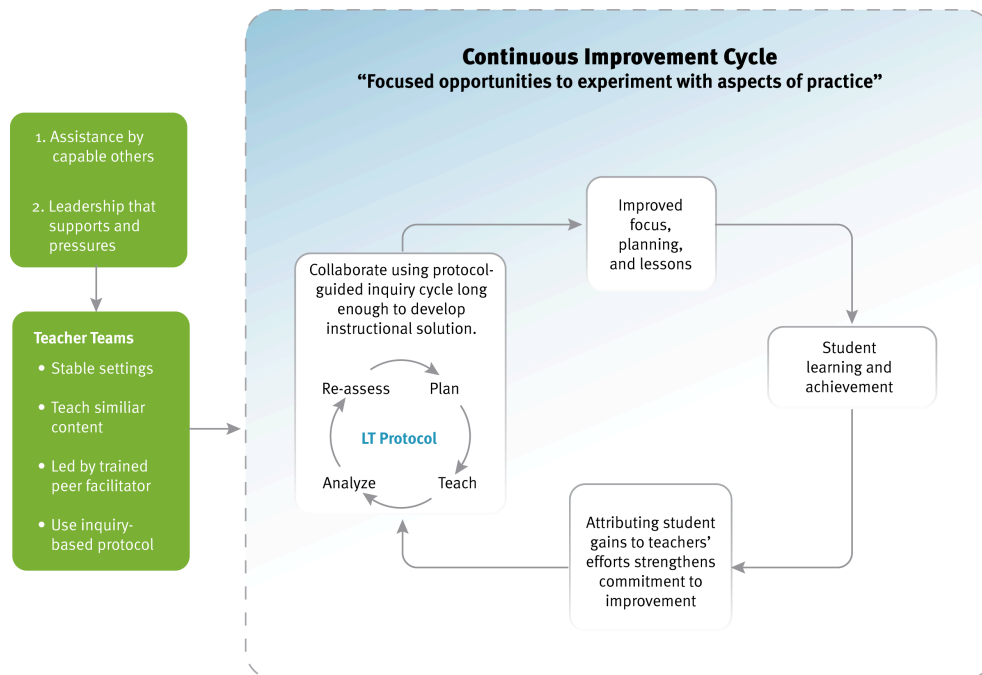 Continuous Improvement Cycle
“Focused opportunities to experiment with aspects of practice”
1. Assistance by
capable others
2. Leadership that
supports and
pressures
Teacher Teams
• Stable settings
• Teach similiar
content
• Led by trained
peer facilitator
• Use inquiry-
based protocol
Collaborate using protocol-
guided inquiry cycle long
enough to develop
instructional solution.
Re-assess
Plan
LT Protocol
Analyze
Teach
Improved
focus,
planning,
and lessons
Student
learning and
achievement
Attributing student
gains to teachers’
efforts strengthens
commitment to
improvement